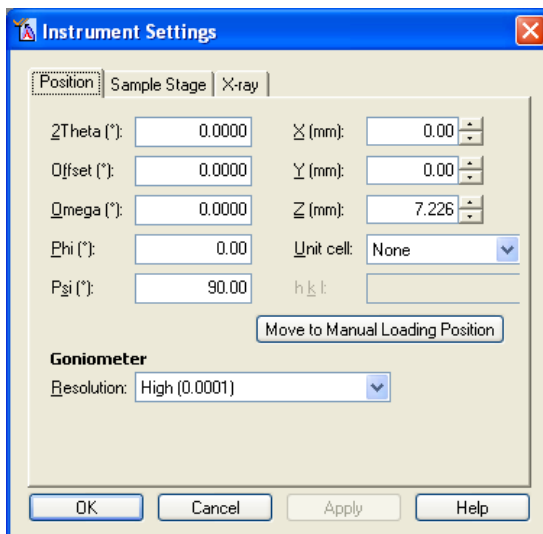 Instrument Settings
Position Sample Stage X-ray
2Theta (°): 0.0000 X (mm): 0.00
Offset (°): 0.0000 Y (mm): 0.00
Omega (°): 0.0000 Z (mm): 7.226
Phi (°): 0.00 Unit cell: None
Psi (°): 90.00 h k l:
Move to Manual Loading Position
Goniometer
Resolution: High (0.0001)
OK Cancel Apply Help